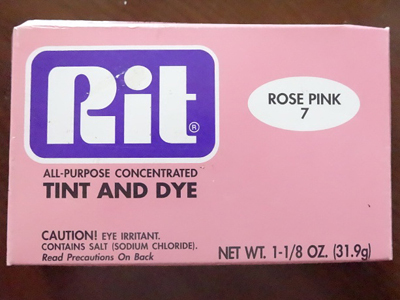 Rit®
ROSE PINK
7
ALL-PURPOSE CONCENTRATED
TINT AND DYE
CAUTION! EYE IRRITANT.
CONTAINS SALT (SODIUM CHLORIDE).
Read Precautions On Back
NET WT. 1-1/8 OZ. (31.9g)